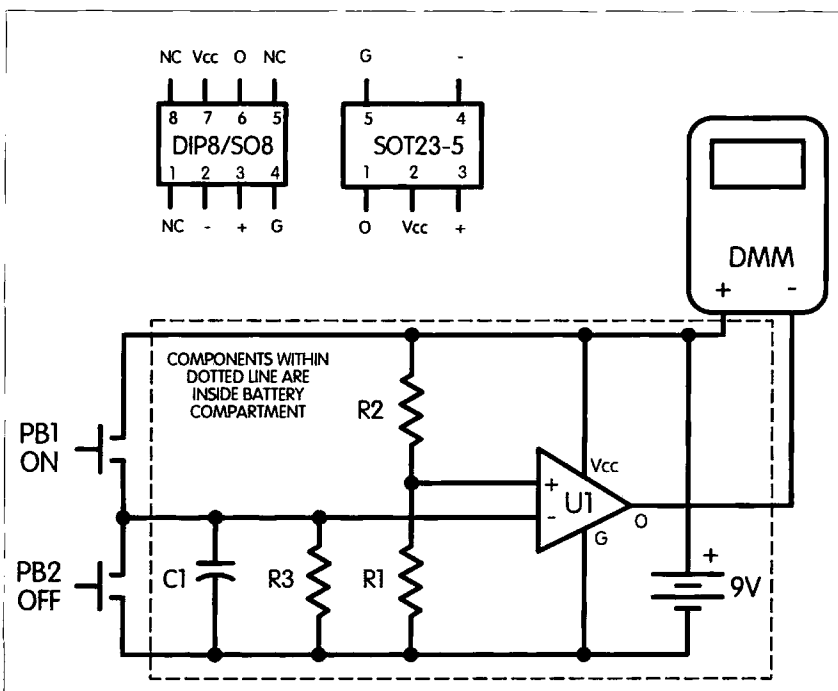 NC Vcc O NC
8 7 6 5
DIP8/SO8
1 2 3 4
NC - + G
G -
5 4
SOT23-5
1 2 3
O Vcc +
DMM
+ -
COMPONENTS WITHIN
DOTTED LINE ARE
INSIDE BATTERY
COMPARTMENT
R2
PB1
ON
Vcc
+
U1
-
O
G
PB2
OFF
C1
R3
R1
+
9V